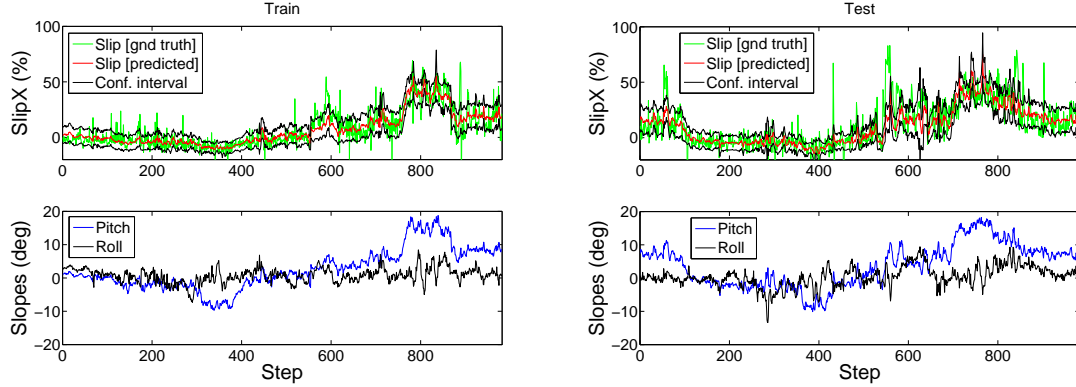 Train
SlipX (%)
100
50
0
Slip [gnd truth]
Slip [predicted]
Conf. interval
0
200
400
600
800
Slopes (deg)
20
10
0
−10
−20
Pitch
Roll
0
200
400
600
800
Step
Test
SlipX (%)
100
50
0
Slip [gnd truth]
Slip [predicted]
Conf. interval
0
200
400
600
800
Slopes (deg)
20
10
0
−10
−20
Pitch
Roll
0
200
400
600
800
Step